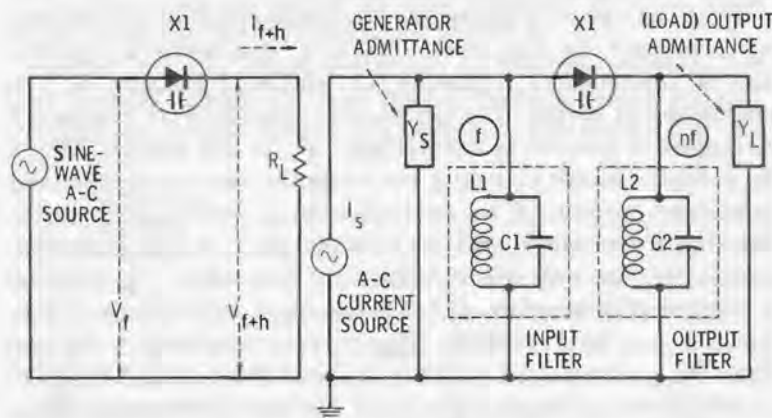 X1
I f+h
SINE-
WAVE
A-C
SOURCE
R L
V f
V f+h
GENERATOR
ADMITTANCE
X1
(LOAD) OUTPUT
ADMITTANCE
Y S
f
nf
Y L
L1
C1
L2
C2
I s
A-C
CURRENT
SOURCE
INPUT
FILTER
OUTPUT
FILTER